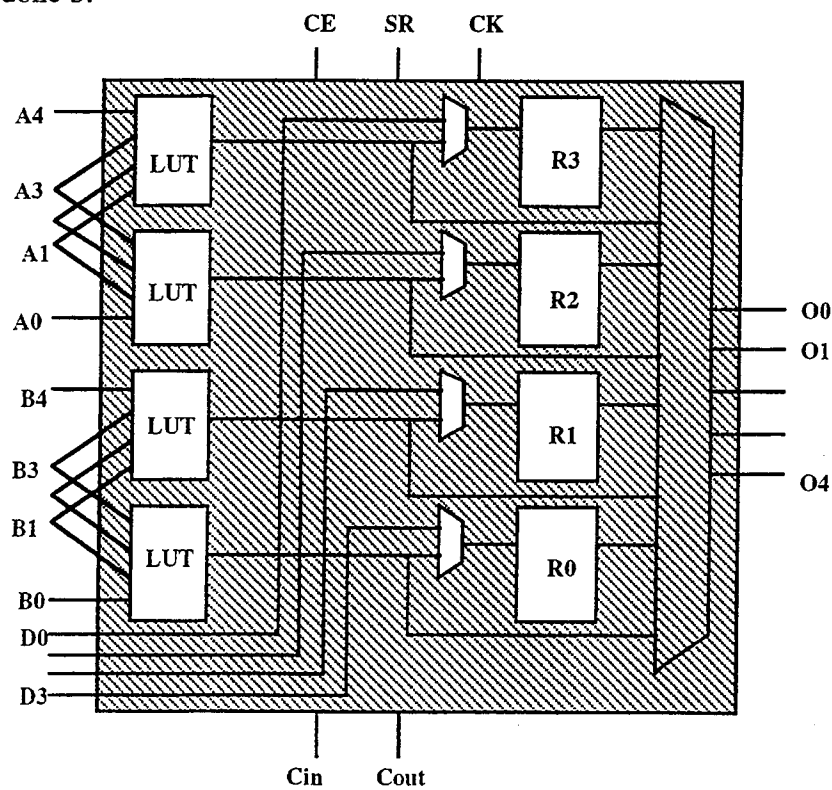 CE SR CK
A4
LUT
R3
A3
A1
LUT
R2
O0
A0
O1
B4
LUT
R1
B3
O4
B1
LUT
R0
B0
D0
D3
Cin Cout